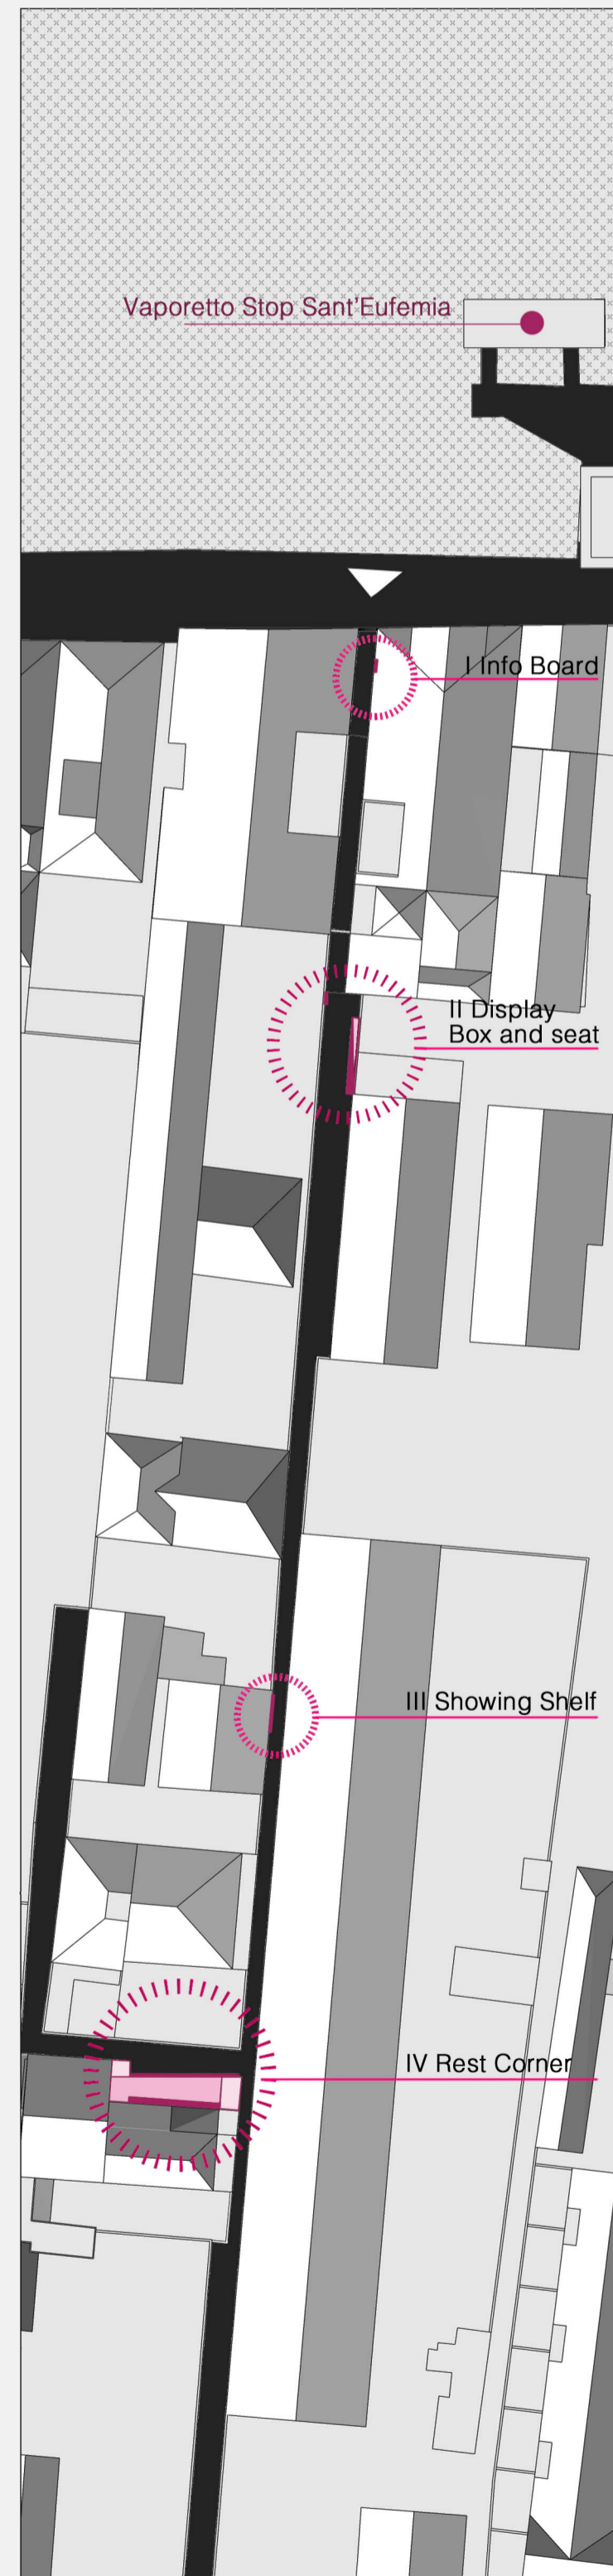 Vaporetto Stop Sant'Eufemia
I Info Board
II Display
Box and seat
III Showing Shelf
IV Rest Corner